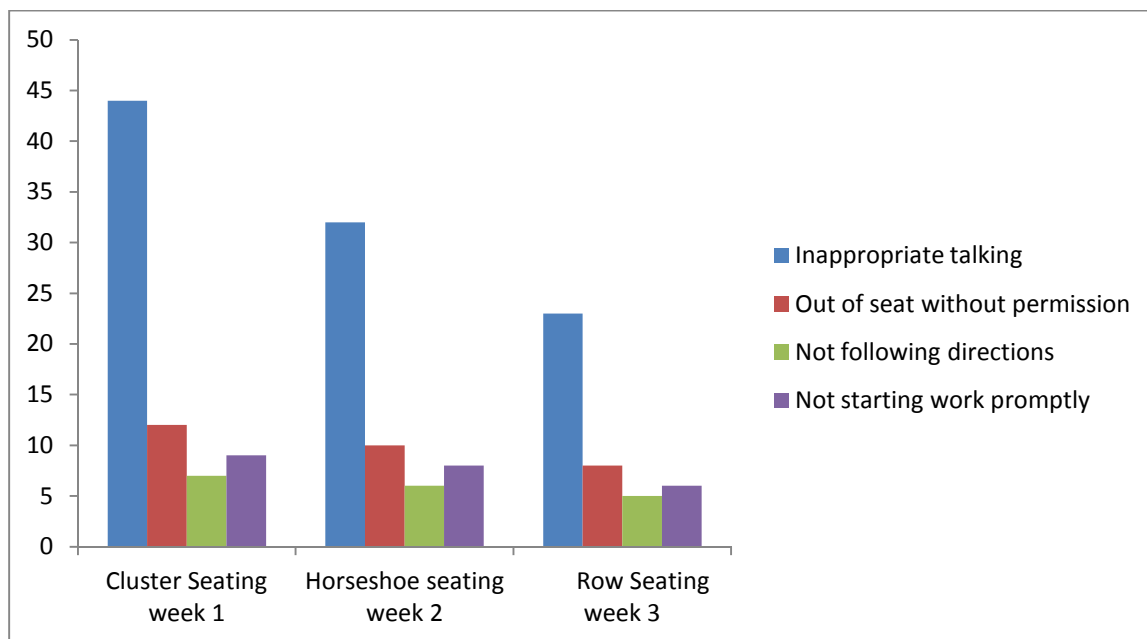 50
45
40
35
30
25
20
15
10
5
0
Cluster Seating
week 1
Horseshoe seating
week 2
Row Seating
week 3
Inappropriate talking
Out of seat without permission
Not following directions
Not starting work promptly